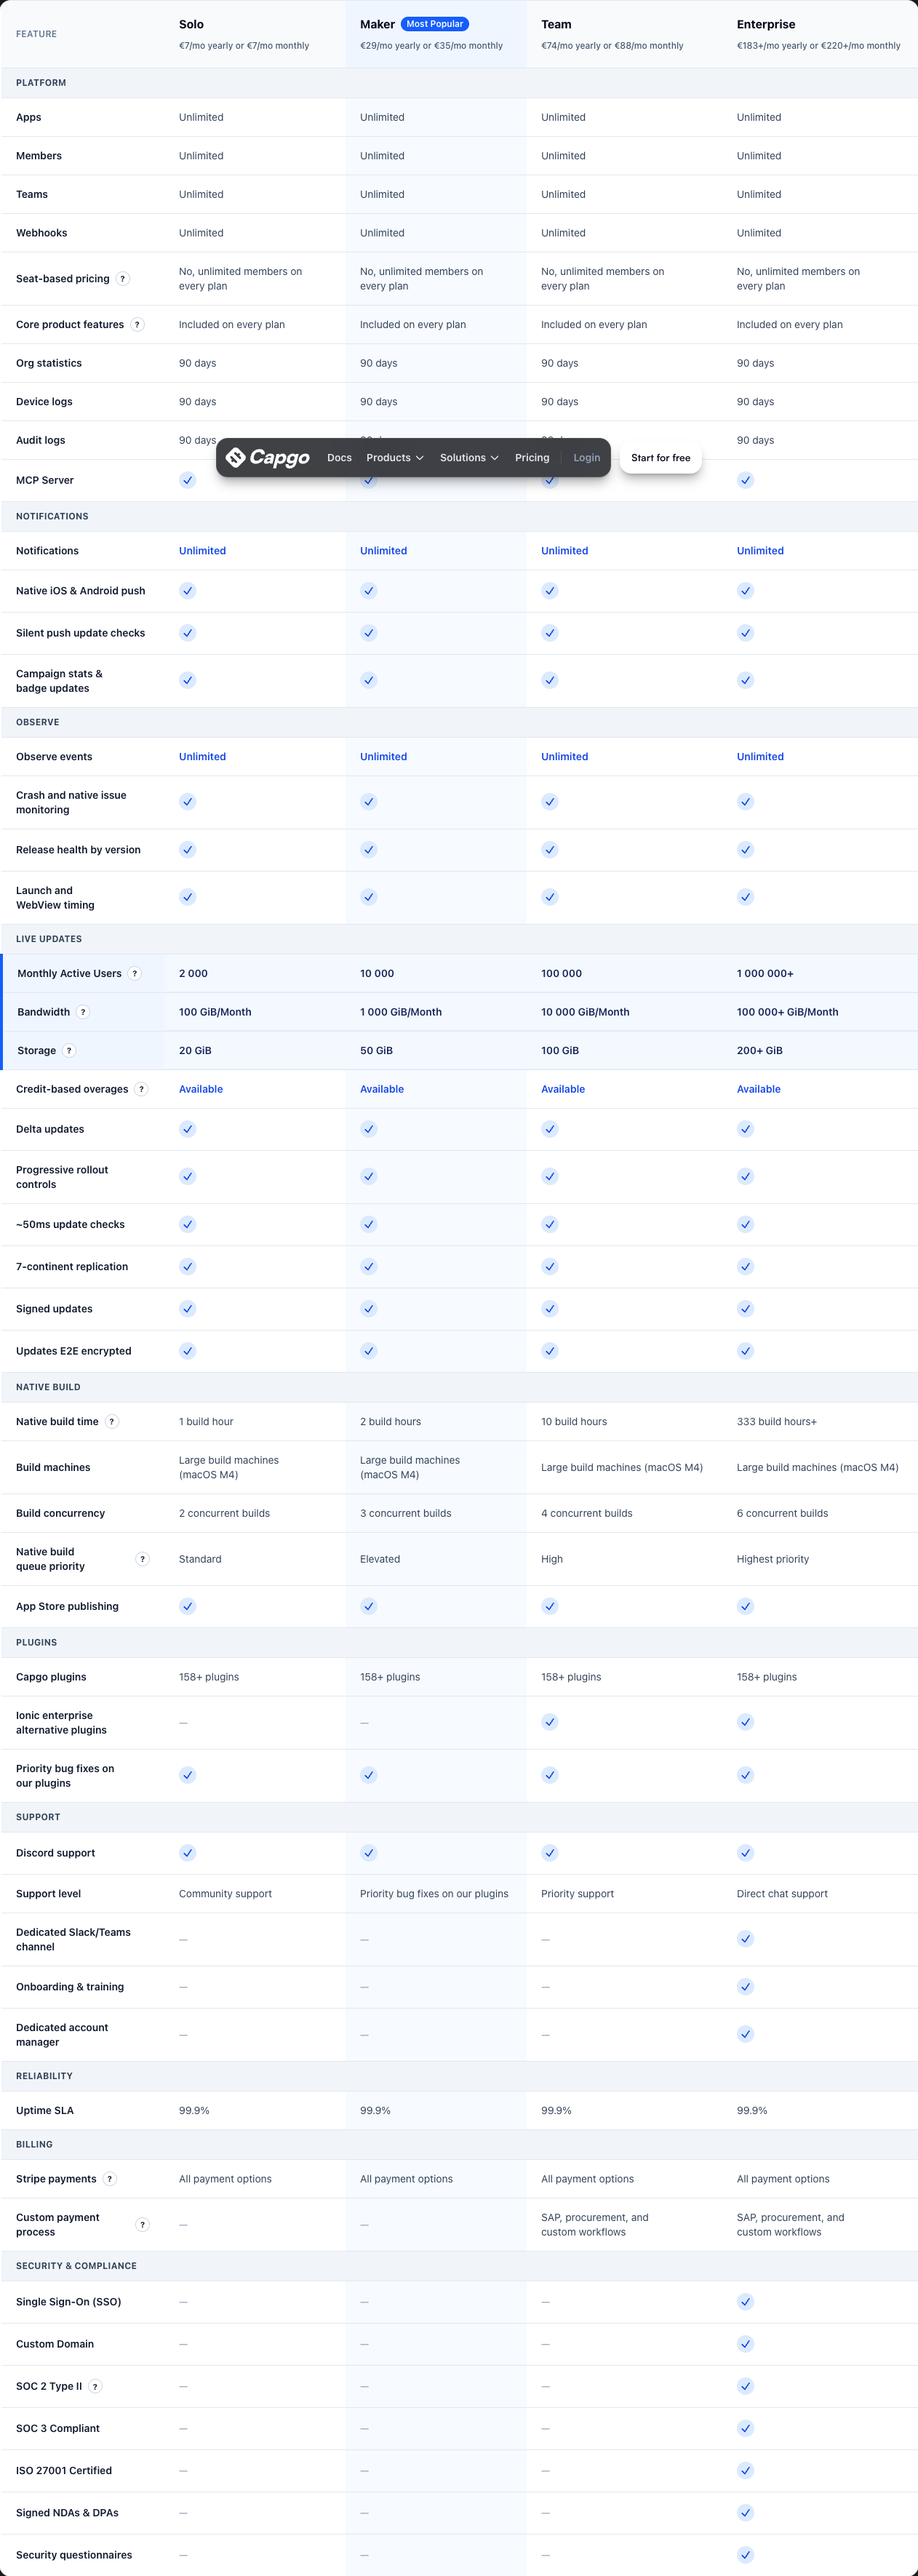 FEATURE
Solo
€7/mo yearly or €7/mo monthly
Maker Most Popular
€29/mo yearly or €35/mo monthly
Team
€74/mo yearly or €88/mo monthly
Enterprise
€183+/mo yearly or €220+/mo monthly
PLATFORM
Apps Unlimited Unlimited Unlimited Unlimited
Members Unlimited Unlimited Unlimited Unlimited
Teams Unlimited Unlimited Unlimited Unlimited
Webhooks Unlimited Unlimited Unlimited Unlimited
Seat-based pricing ?
No, unlimited members on
every plan
No, unlimited members on
every plan
No, unlimited members on
every plan
No, unlimited members on
every plan
Core product features ? Included on every plan Included on every plan Included on every plan Included on every plan
Org statistics 90 days 90 days 90 days 90 days
Device logs 90 days 90 days 90 days 90 days
Audit logs 90 days 90 days
Capgo Docs Products Solutions Pricing Login Start for free
MCP Server
NOTIFICATIONS
Notifications Unlimited Unlimited Unlimited Unlimited
Native iOS & Android push
Silent push update checks
Campaign stats &
badge updates
OBSERVE
Observe events Unlimited Unlimited Unlimited Unlimited
Crash and native issue
monitoring
Release health by version
Launch and
WebView timing
LIVE UPDATES
Monthly Active Users ? 2 000 10 000 100 000 1 000 000+
Bandwidth ? 100 GiB/Month 1 000 GiB/Month 10 000 GiB/Month 100 000+ GiB/Month
Storage ? 20 GiB 50 GiB 100 GiB 200+ GiB
Credit-based overages ? Available Available Available Available
Delta updates
Progressive rollout
controls
~50ms update checks
7-continent replication
Signed updates
Updates E2E encrypted
NATIVE BUILD
Native build time ? 1 build hour 2 build hours 10 build hours 333 build hours+
Build machines
Large build machines
(macOS M4)
Large build machines
(macOS M4)
Large build machines (macOS M4)
Large build machines (macOS M4)
Build concurrency 2 concurrent builds 3 concurrent builds 4 concurrent builds 6 concurrent builds
Native build
queue priority
? Standard Elevated High Highest priority
App Store publishing
PLUGINS
Capgo plugins 158+ plugins 158+ plugins 158+ plugins 158+ plugins
Ionic enterprise
alternative plugins
— —
Priority bug fixes on
our plugins
SUPPORT
Discord support
Support level Community support Priority bug fixes on our plugins Priority support Direct chat support
Dedicated Slack/Teams
channel
— — —
Onboarding & training — — —
Dedicated account
manager
— — —
RELIABILITY
Uptime SLA 99.9% 99.9% 99.9% 99.9%
BILLING
Stripe payments ? All payment options All payment options All payment options All payment options
Custom payment
process
? — —
SAP, procurement, and
custom workflows
SAP, procurement, and
custom workflows
SECURITY & COMPLIANCE
Single Sign-On (SSO) — — —
Custom Domain — — —
SOC 2 Type II ? — — —
SOC 3 Compliant — — —
ISO 27001 Certified — — —
Signed NDAs & DPAs — — —
Security questionnaires — — —